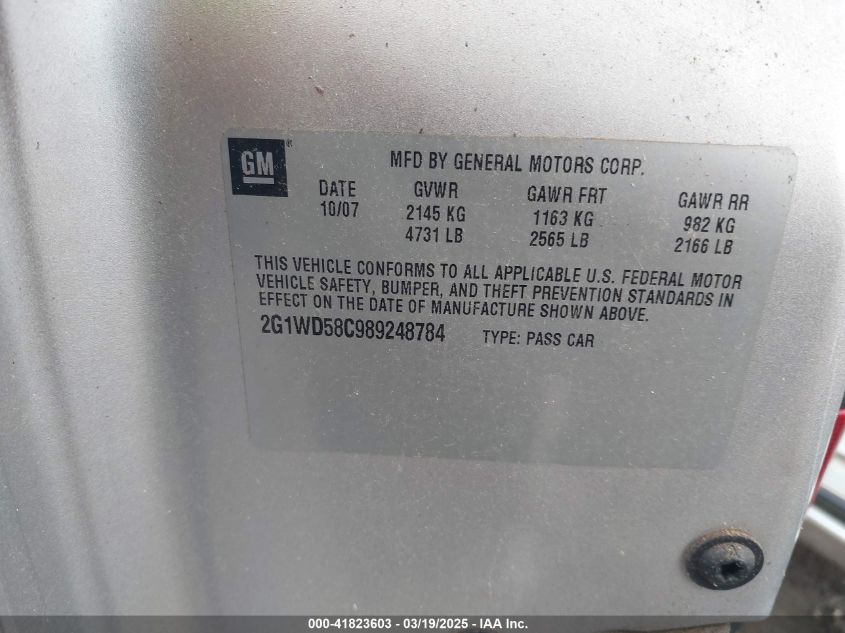 GM ®
MFD BY GENERAL MOTORS CORP.
DATE GVWR GAWR FRT GAWR RR
10/07 2145 KG 1163 KG 982 KG
4731 LB 2565 LB 2166 LB
THIS VEHICLE CONFORMS TO ALL APPLICABLE U.S. FEDERAL MOTOR
VEHICLE SAFETY, BUMPER, AND THEFT PREVENTION STANDARDS IN
EFFECT ON THE DATE OF MANUFACTURE SHOWN ABOVE.
2G1WD58C989248784 TYPE: PASS CAR
000-41823603 - 03/19/2025 - IAA Inc.